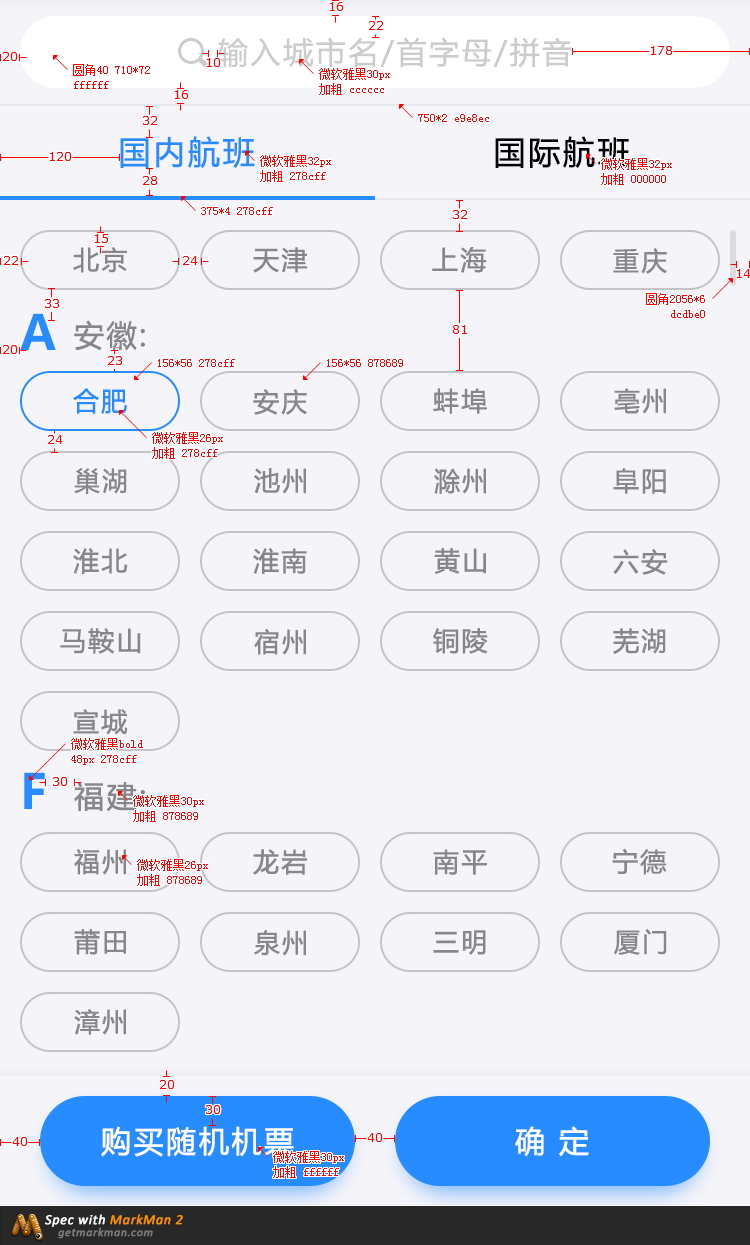 16
22
20
输入城市名/首字母/拼音
10
178
圆角40 710*72
ffffff
微软雅黑30px
加粗 cccccc
16
32
750*2 e9e8ec
国内航班
国际航班
120
微软雅黑32px
加粗 278cff
微软雅黑32px
加粗 000000
28
375*4 278cff
32
15
22
北京
24
天津
上海
重庆
14
圆角2056*6
dcdbe0
33
A 安徽:
81
20
23
156*56 278cff
156*56 878689
合肥
安庆
蚌埠
亳州
24
微软雅黑26px
加粗 278cff
巢湖
池州
滁州
阜阳
淮北
淮南
黄山
六安
马鞍山
宿州
铜陵
芜湖
宣城
微软雅黑bold
48px 278cff
F
30
福建:
微软雅黑30px
加粗 878689
福州
微软雅黑26px
加粗 878689
龙岩
南平
宁德
莆田
泉州
三明
厦门
漳州
20
30
40
购买随机机票
40
确 定
微软雅黑30px
加粗 ffffff
Spec with MarkMan 2
getmarkman.com